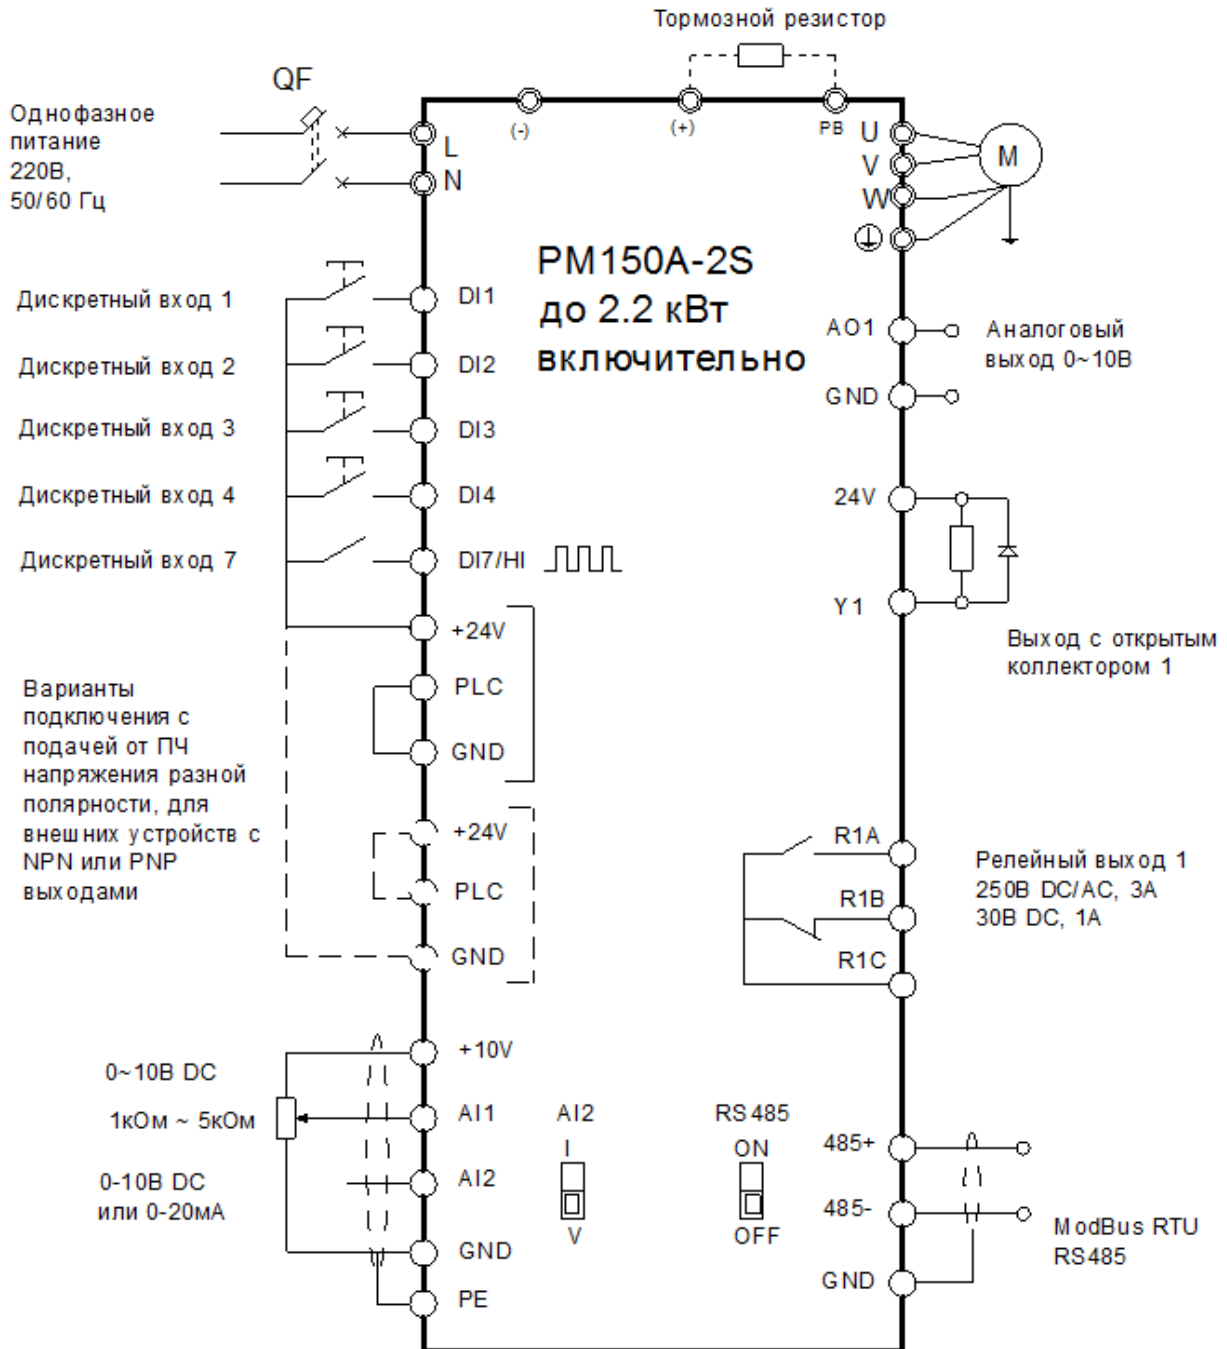 Тормозной резистор
QF
Однофазное
питание
220В,
50/60 Гц
(-)
(+)
PB
L
N
U
V
W
M
PM150A-2S
до 2.2 кВт
включительно
Дискретный вход 1
DI1
Дискретный вход 2
DI2
Дискретный вход 3
DI3
Дискретный вход 4
DI4
Дискретный вход 7
DI7/HI
AO1
Аналоговый
выход 0~10В
GND
24V
Y1
Выход с открытым
коллектором 1
+24V
PLC
GND
Варианты
подключения с
подачей от ПЧ
напряжения разной
полярности, для
внешних устройств с
NPN или PNP
выходами
+24V
PLC
GND
R1A
R1B
R1C
Релейный выход 1
250В DC/AC, 3А
30В DC, 1А
0~10В DC
1кОм ~ 5кОм
0-10В DC
или 0-20мА
+10V
AI1
AI2
GND
PE
AI2
I
V
RS485
ON
OFF
485+
485-
GND
ModBus RTU
RS485